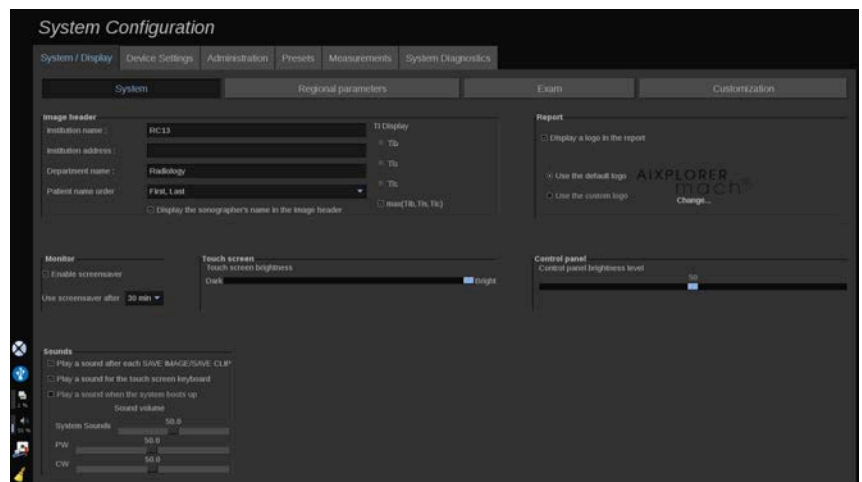 System Configuration
System / Display Device Settings Administration Presets Measurements System Diagnostics
System Regional parameters Exam Customization
Image header
Institution name : RC13
Institution address :
Department name : Radiology
Patient name order First, Last
Display the sonographer's name in the image header
TI Display
TIb
TIs
TIc
max(TIb, TIs, TIc)
Report
Display a logo in the report
Use the default logo
Use the custom logo
AIXPLORER
mach
Change...
Monitor
Enable screensaver
Use screensaver after 30 min
Touch screen
Touch screen brightness
Dark Bright
Control panel
Control panel brightness level
50
Sounds
Play a sound after each SAVE IMAGE/SAVE CLIP
Play a sound for the touch screen keyboard
Play a sound when the system boots up
Sound volume
System Sounds 50.0
PW 50.0
CW 50.0
2 %
50 %